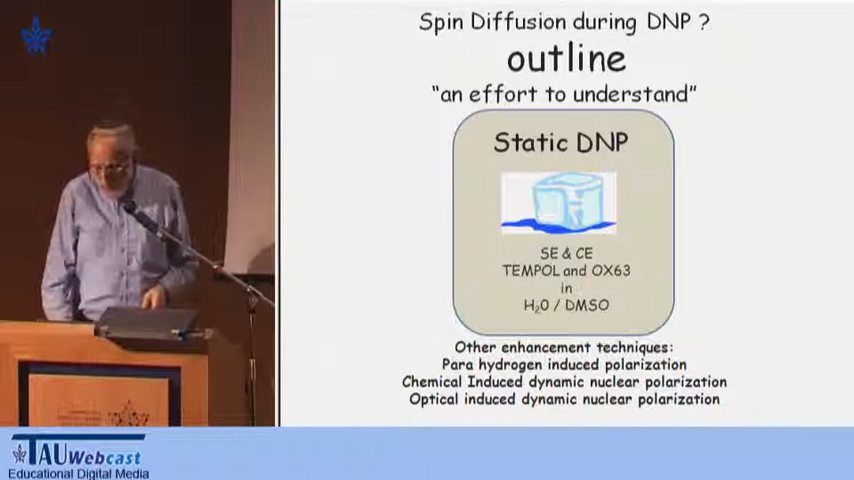 Spin Diffusion during DNP ?
outline
"an effort to understand"
Static DNP
SE & CE
TEMPOL and OX63
in
H₂O / DMSO
Other enhancement techniques:
Para hydrogen induced polarization
Chemical Induced dynamic nuclear polarization
Optical induced dynamic nuclear polarization
TAU Webcast
Educational Digital Media